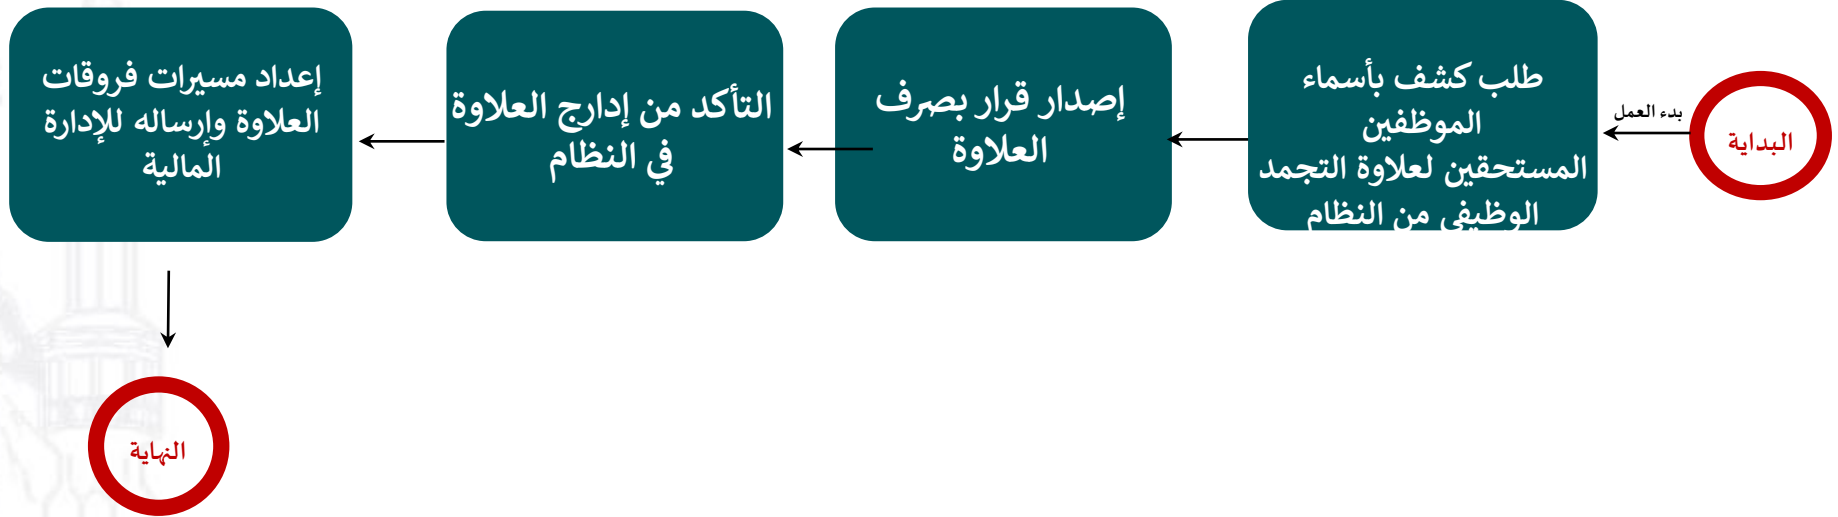 البداية
بدء العمل
طلب كشف بأسماء
الموظفين
المستحقين لعلاوة التجمد
الوظيفي من النظام
إصدار قرار بصرف
العلاوة
التأكد من إدارج العلاوة
في النظام
إعداد مسيرات فروقات
العلاوة وإرساله للإدارة
المالية
النهاية